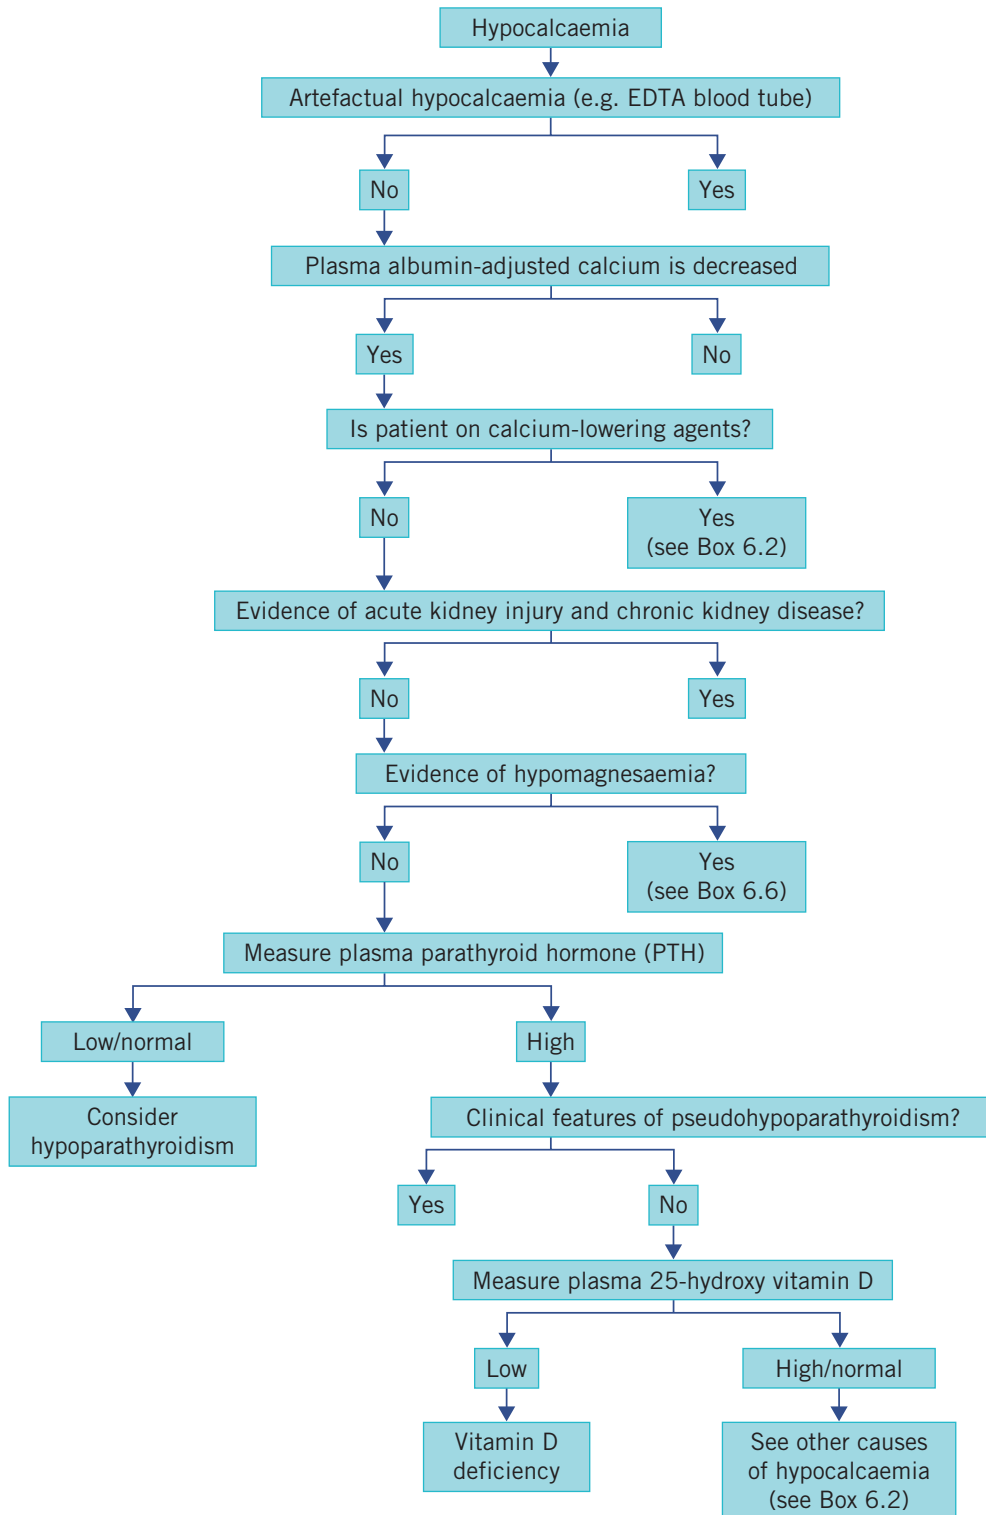 Hypocalcaemia
Artefactual hypocalcaemia (e.g. EDTA blood tube)
No
Yes
Plasma albumin-adjusted calcium is decreased
Yes
No
Is patient on calcium-lowering agents?
No
Yes
(see Box 6.2)
Evidence of acute kidney injury and chronic kidney disease?
No
Yes
Evidence of hypomagnesaemia?
No
Yes
(see Box 6.6)
Measure plasma parathyroid hormone (PTH)
Low/normal
High
Consider
hypoparathyroidism
Clinical features of pseudohypoparathyroidism?
Yes
No
Measure plasma 25-hydroxy vitamin D
Low
High/normal
Vitamin D
deficiency
See other causes
of hypocalcaemia
(see Box 6.2)